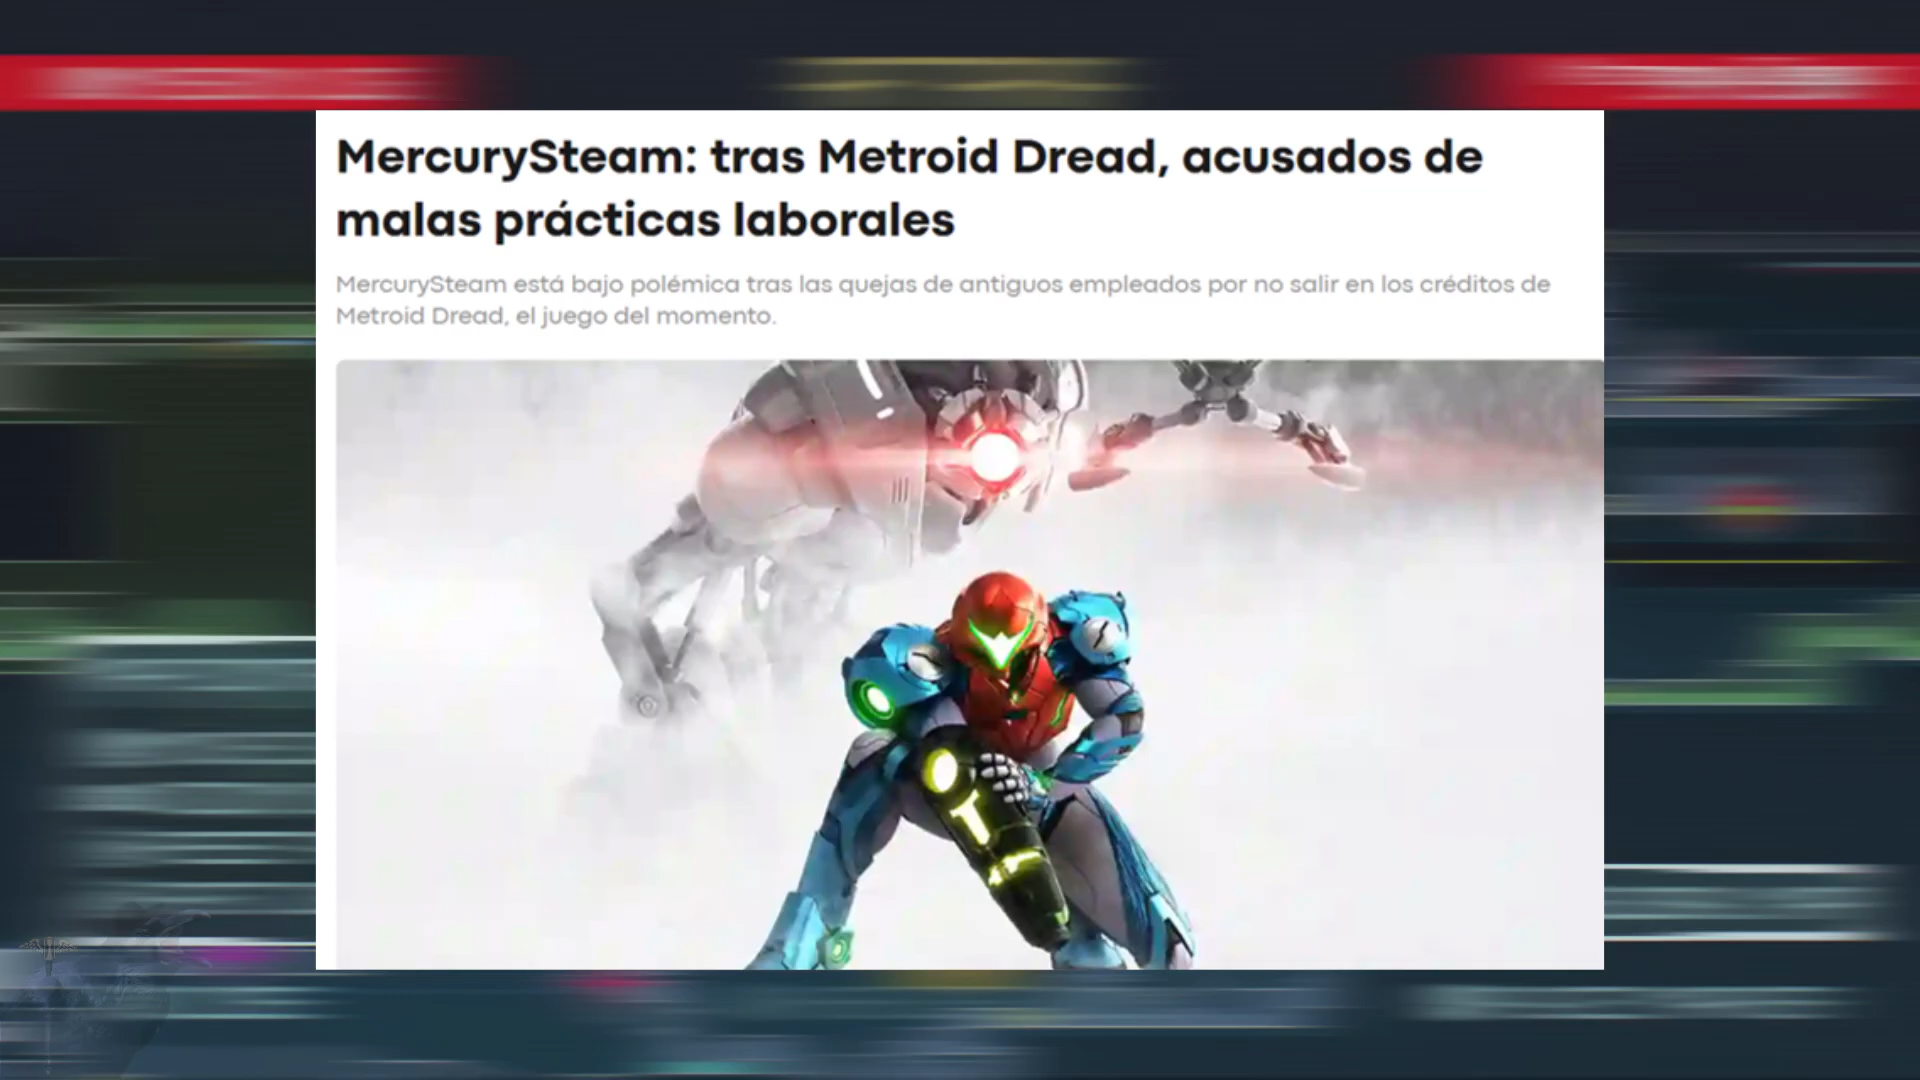 MercurySteam: tras Metroid Dread, acusados de
malas prácticas laborales
MercurySteam está bajo polémica tras las quejas de antiguos empleados por no salir en los créditos de
Metroid Dread, el juego del momento.